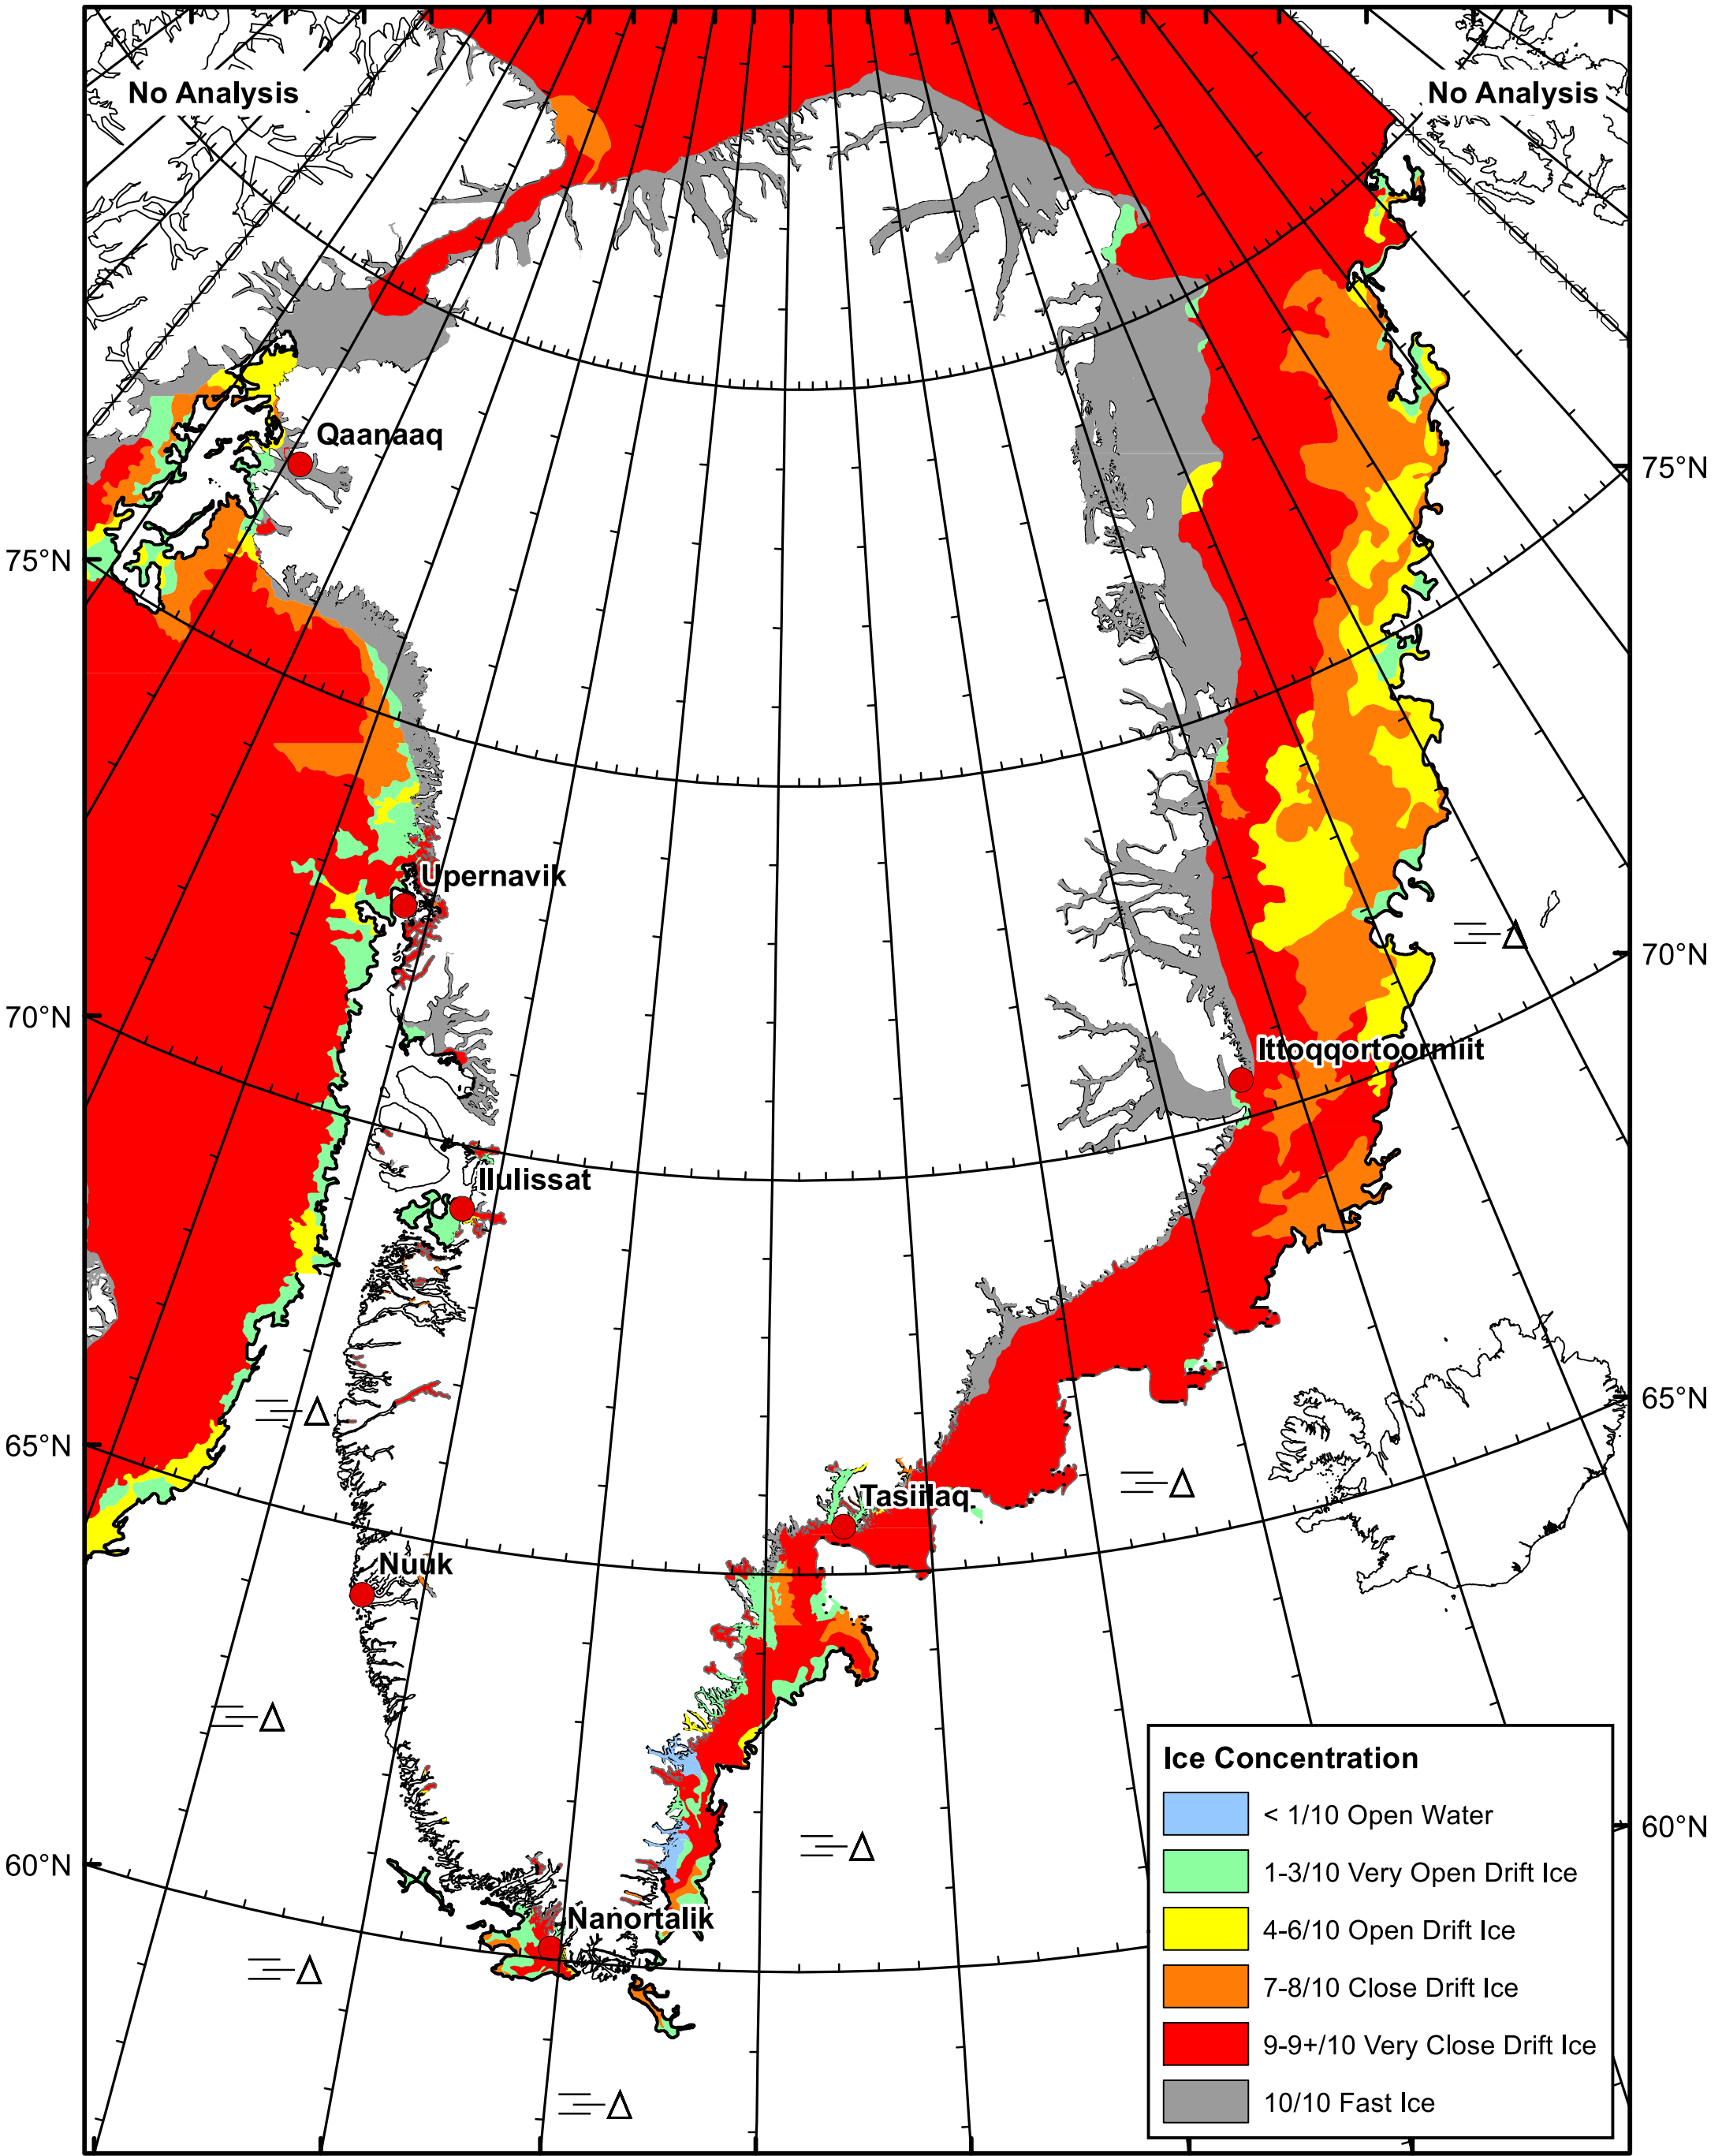 No Analysis
No Analysis
Qaanaaq
75°N
75°N
Upernavik
70°N
70°N
Ittoqqortoormiit
Ilulissat
65°N
65°N
Tasiilaq
Nuuk
60°N
60°N
Nanortalik
Ice Concentration
< 1/10 Open Water
1-3/10 Very Open Drift Ice
4-6/10 Open Drift Ice
7-8/10 Close Drift Ice
9-9+/10 Very Close Drift Ice
10/10 Fast Ice